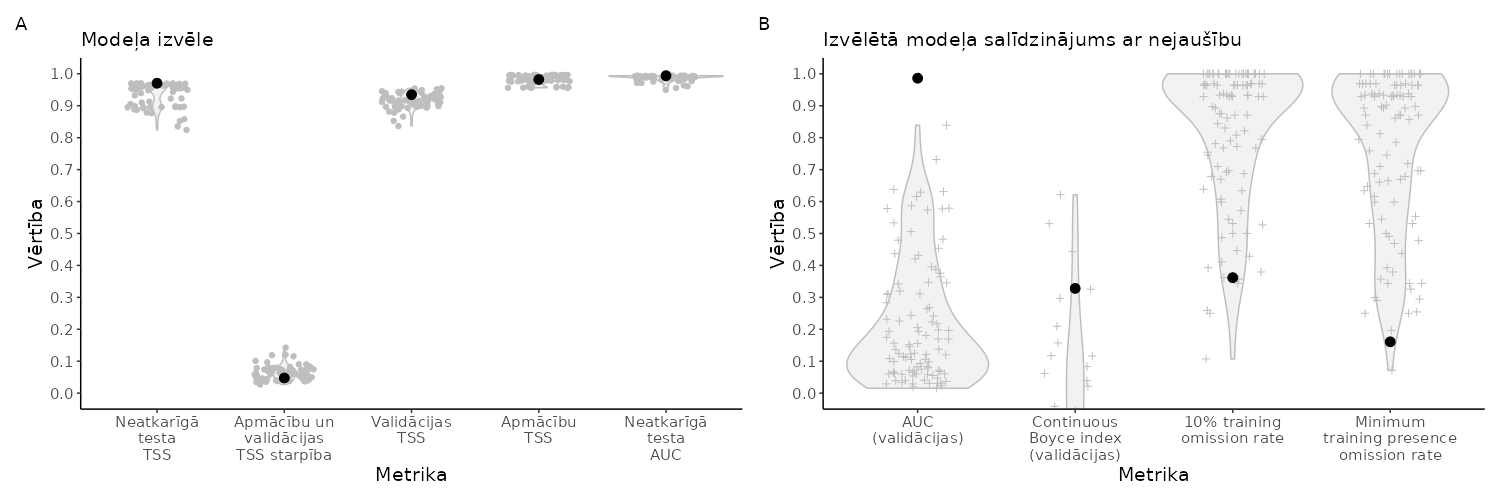 A
Modeļa izvēle
Vērtība
1.0
0.9
0.8
0.7
0.6
0.5
0.4
0.3
0.2
0.1
0.0
Neatkarīgā
testa
TSS
Apmācību un
validācijas
TSS starpība
Validācijas
TSS
Apmācību
TSS
Neatkarīgā
testa
AUC
Metrika
B
Izvēlētā modeļa salīdzinājums ar nejaušību
Vērtība
1.0
0.9
0.8
0.7
0.6
0.5
0.4
0.3
0.2
0.1
0.0
AUC
(validācijas)
Continuous
Boyce index
(validācijas)
10% training
omission rate
Minimum
training presence
omission rate
Metrika